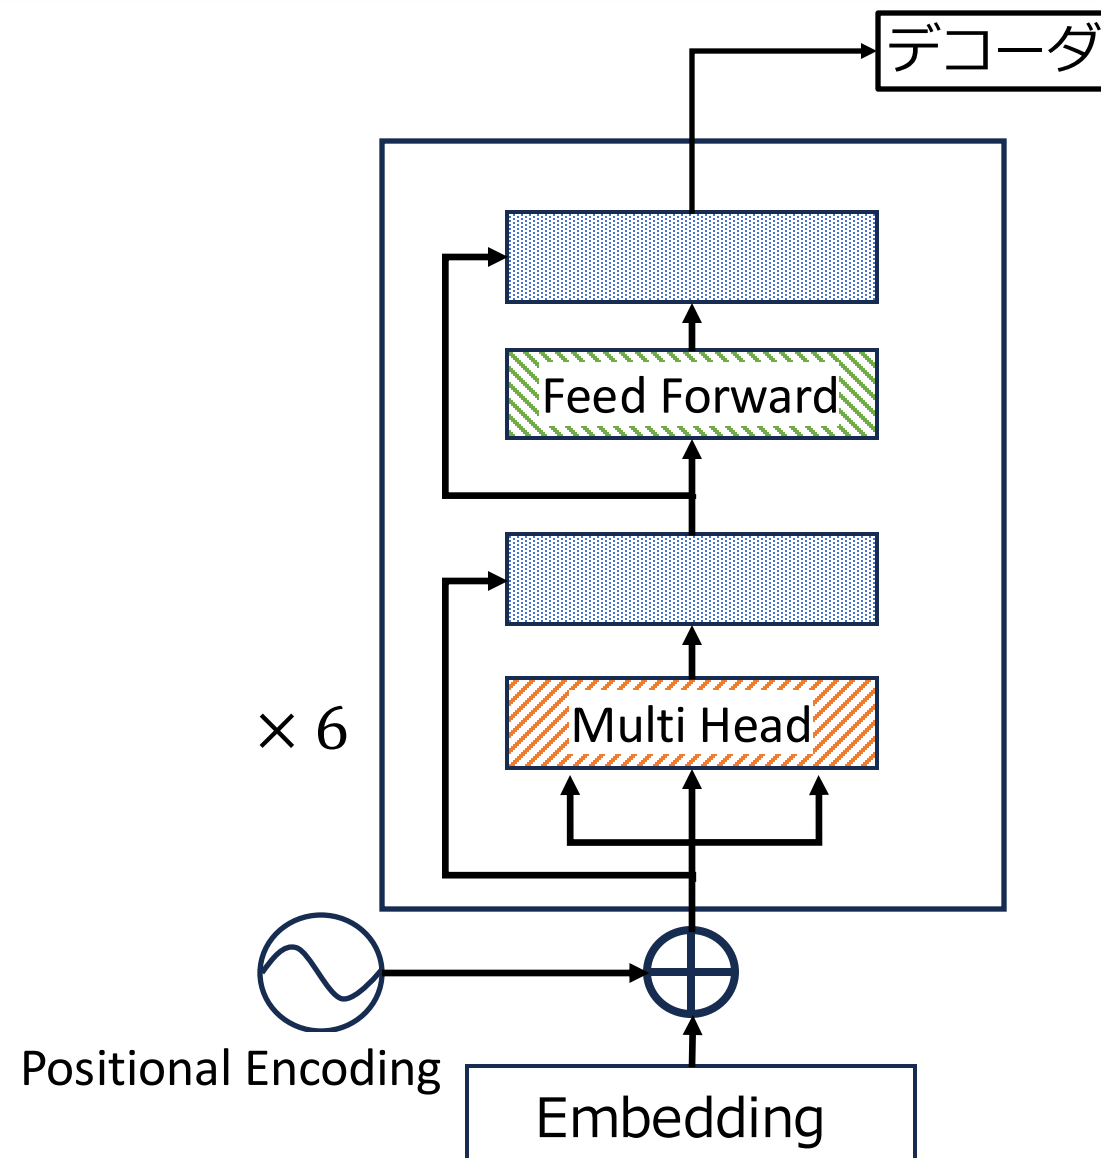 デコーダ
Feed Forward
Multi Head
× 6
Positional Encoding
Embedding